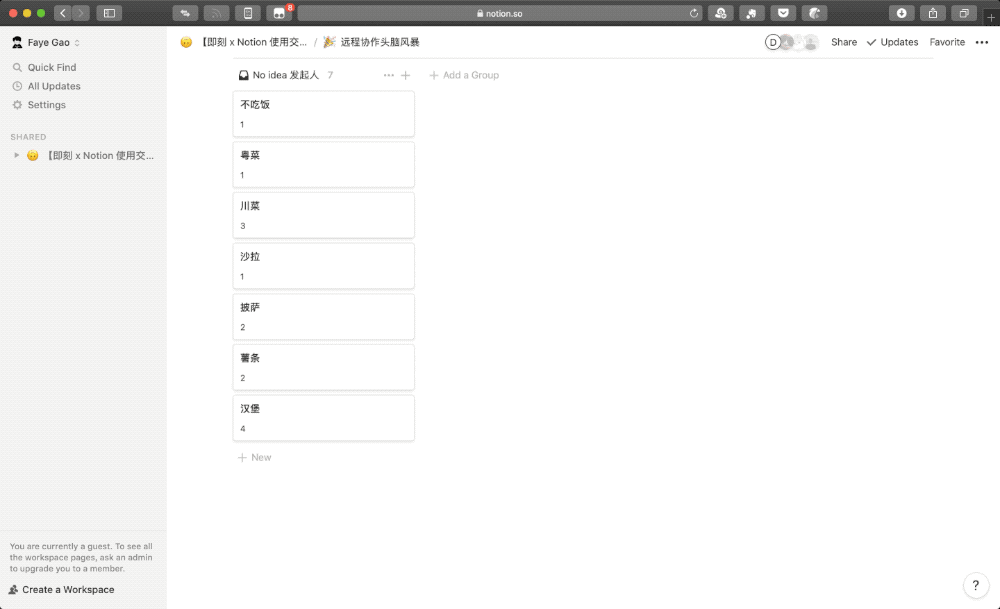 8
notion.so
Faye Gao
【即刻 x Notion 使用交... / 远程协作头脑风暴
D
Share
Updates
Favorite
Quick Find
All Updates
Settings
SHARED
【即刻 x Notion 使用交...
No idea 发起人 7
Add a Group
不吃饭
1
粤菜
1
川菜
3
沙拉
1
披萨
2
薯条
2
汉堡
4
New
You are currently a guest. To see all
the workspace pages, ask an admin
to upgrade you to a member.
Create a Workspace
?